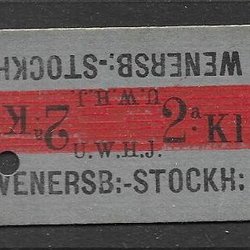 WENERSB:-STOCKH
U.W.H.J.
2a K
2a: Kl
U.W.H.J.
WENERSB:-STOCKH: